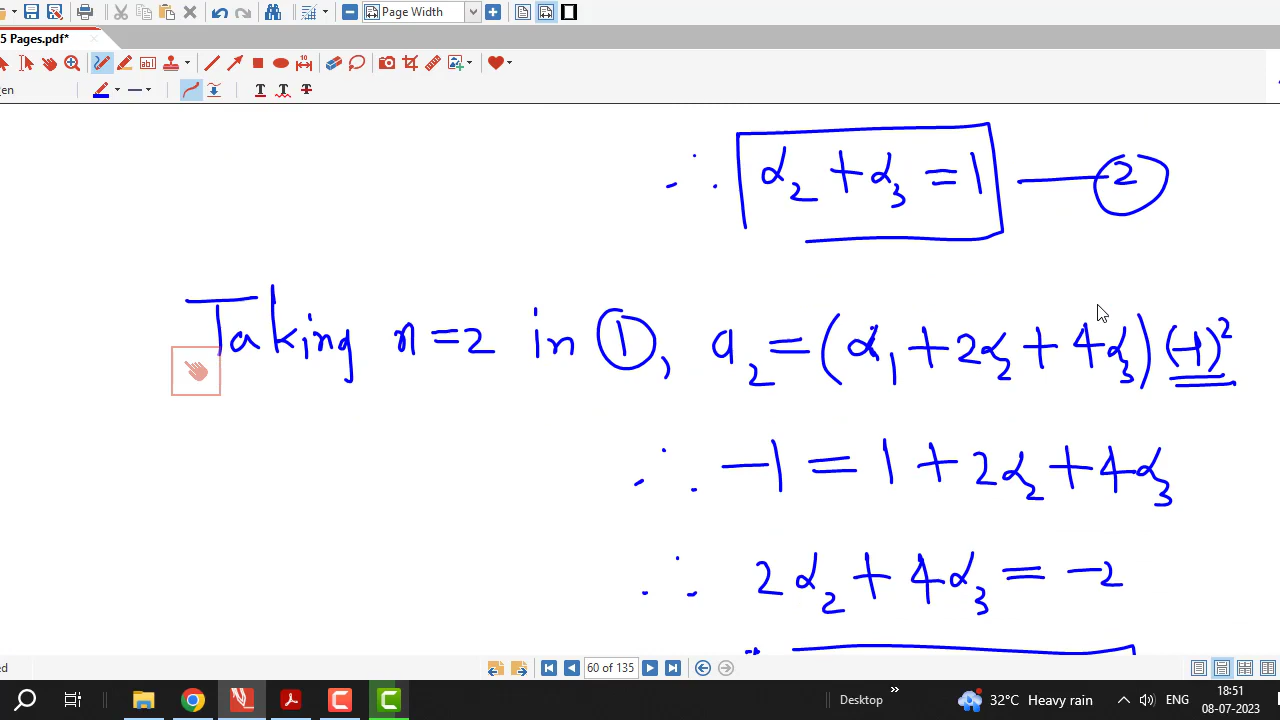 Page Width
5 Pages.pdf*
en
∴ α₂ + α₃ = 1 — ②
Taking n = 2 in ①, a₂ = (α₁ + 2α₂ + 4α₃) (-1)²
∴ -1 = 1 + 2α₂ + 4α₃
∴ 2α₂ + 4α₃ = -2
ed
60 of 135
Desktop
32°C Heavy rain
ENG
18:51
08-07-2023